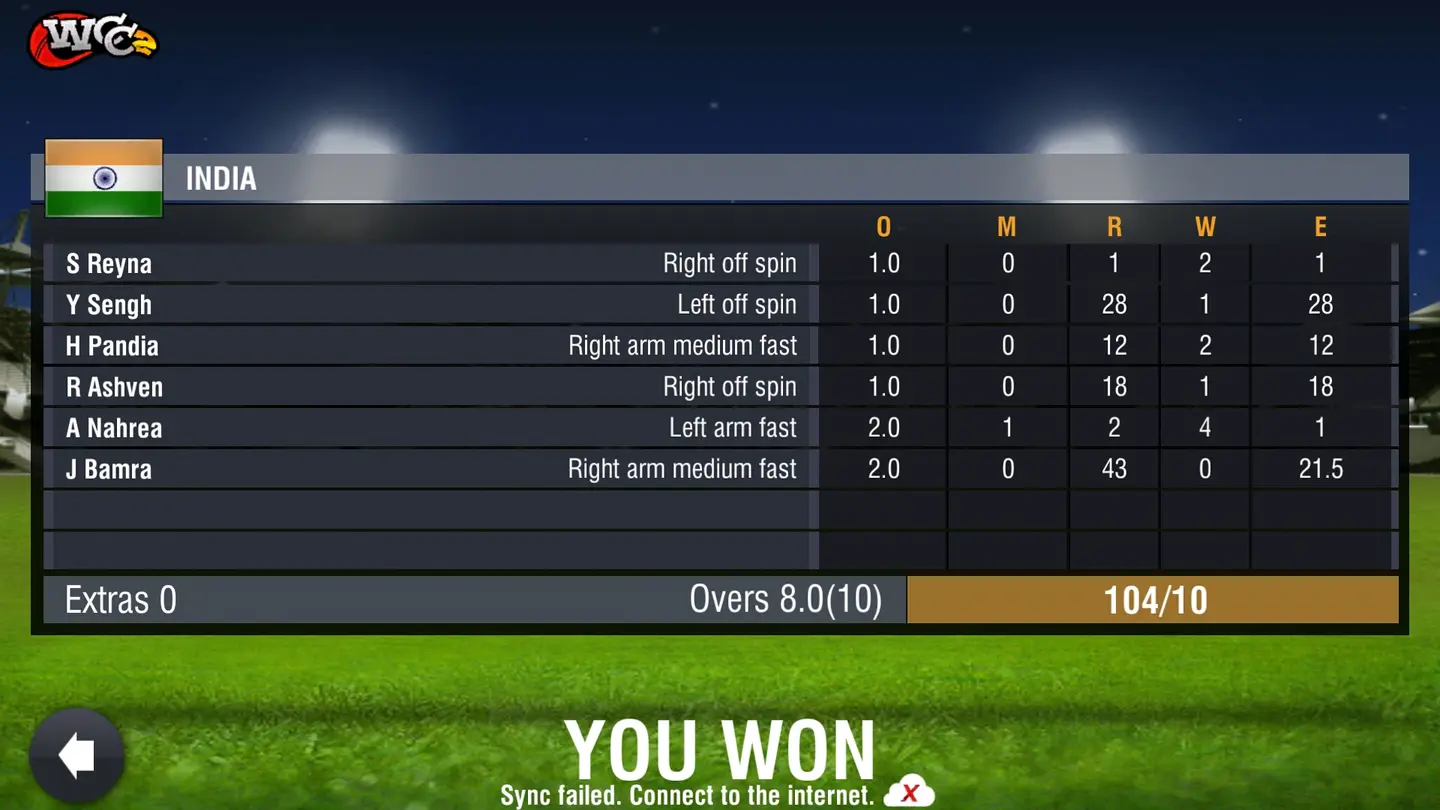 WCC
INDIA
O M R W E
S Reyna Right off spin 1.0 0 1 2 1
Y Sengh Left off spin 1.0 0 28 1 28
H Pandia Right arm medium fast 1.0 0 12 2 12
R Ashven Right off spin 1.0 0 18 1 18
A Nahrea Left arm fast 2.0 1 2 4 1
J Bamra Right arm medium fast 2.0 0 43 0 21.5
Extras 0 Overs 8.0(10) 104/10
YOU WON
Sync failed. Connect to the internet. X